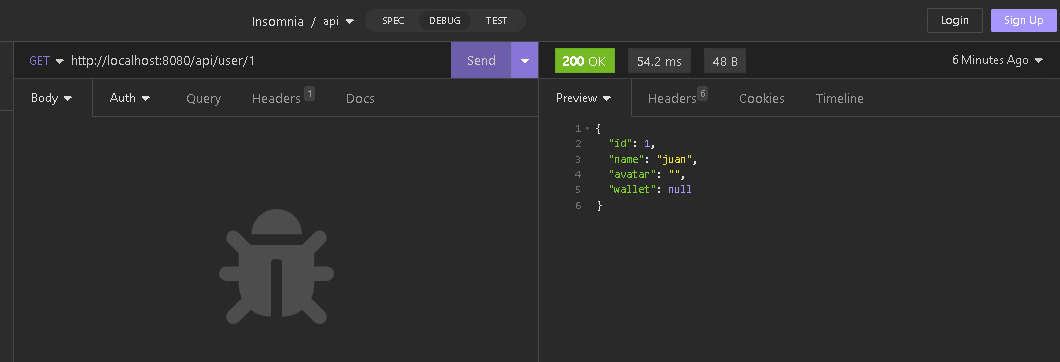 Insomnia / api SPEC DEBUG TEST Login Sign Up
GET http://localhost:8080/api/user/1 Send
200 OK 54.2 ms 48 B 6 Minutes Ago
Body Auth Query Headers 1 Docs
Preview Headers 6 Cookies Timeline
1 {
2 "id": 1,
3 "name": "juan",
4 "avatar": "",
5 "wallet": null
6 }